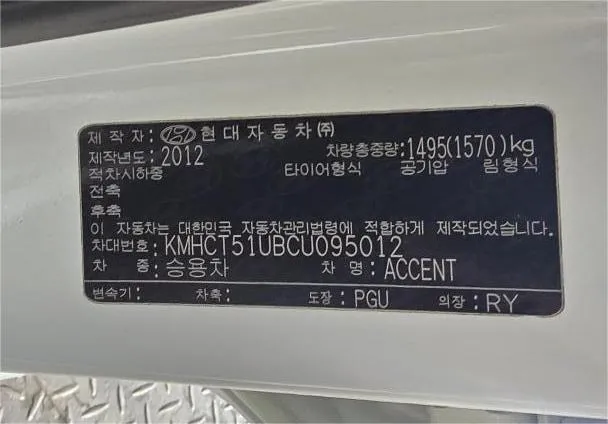 제 작 자: 현대자동차㈜
제작년도: 2012 차량총중량:1495(1570)kg
적차시하중 타이어형식 공기압 림형식
전축
후축
이 자동차는 대한민국 자동차관리법령에 적합하게 제작되었습니다.
차대번호: KMHCT51UBCU095012
차 종: 승용차 차 명: ACCENT
변속기: 차축: 도장: PGU 의장: RY